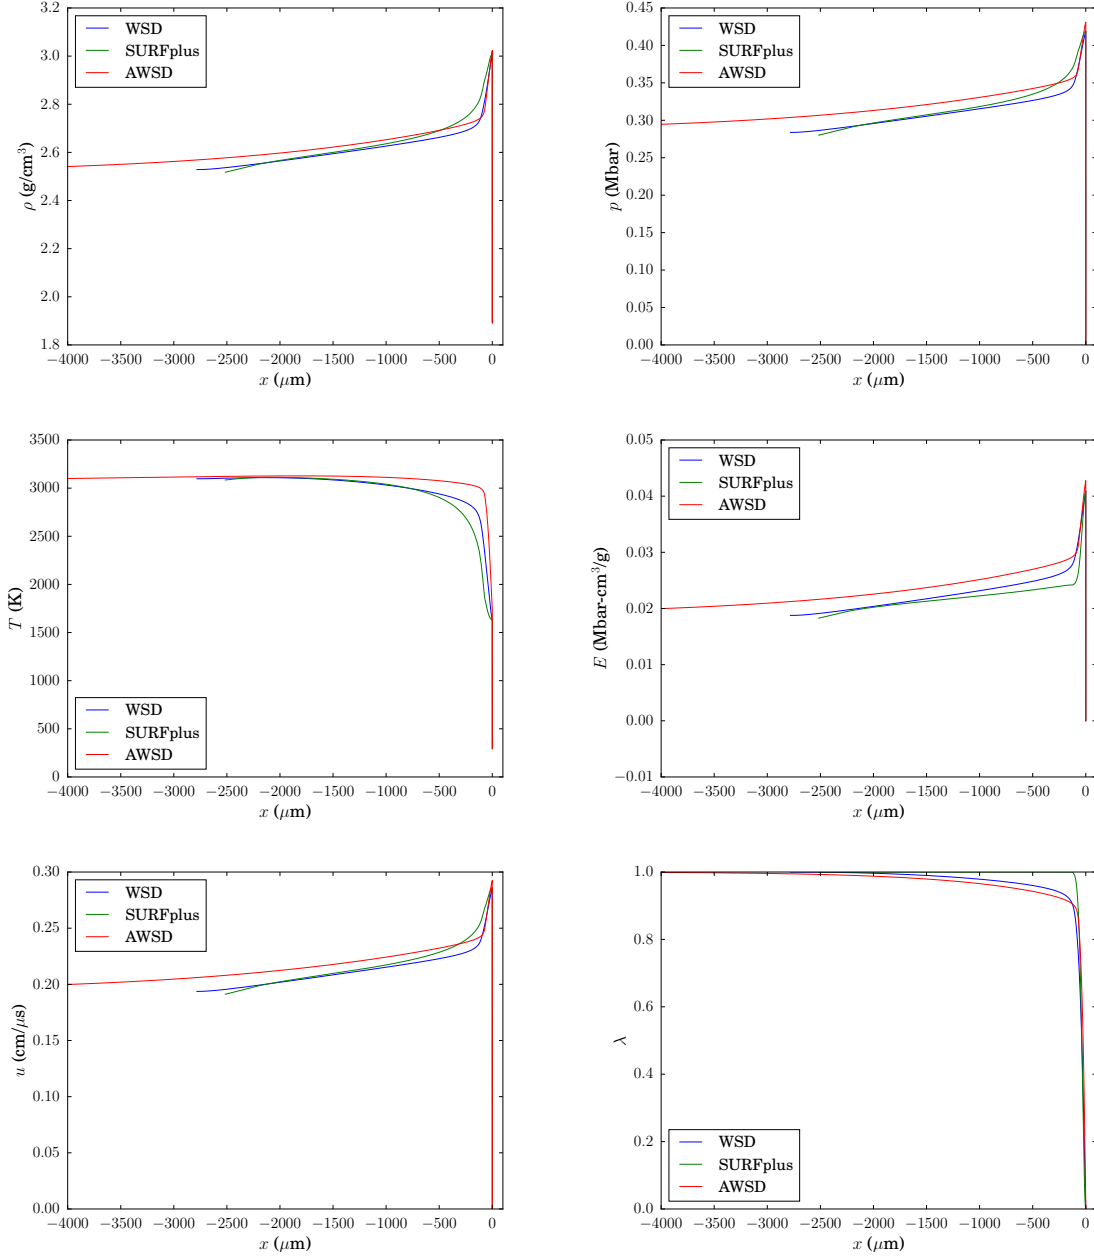 3.2
3.0
2.8
2.6
2.4
2.2
2.0
1.8
ρ (g/cm³)
WSD
SURFplus
AWSD
−4000 −3500 −3000 −2500 −2000 −1500 −1000 −500 0
x (μm)
0.45
0.40
0.35
0.30
0.25
0.20
0.15
0.10
0.05
0.00
p (Mbar)
WSD
SURFplus
AWSD
−4000 −3500 −3000 −2500 −2000 −1500 −1000 −500 0
x (μm)
3500
3000
2500
2000
1500
1000
500
0
T (K)
WSD
SURFplus
AWSD
−4000 −3500 −3000 −2500 −2000 −1500 −1000 −500 0
x (μm)
0.05
0.04
0.03
0.02
0.01
0.00
−0.01
E (Mbar-cm³/g)
WSD
SURFplus
AWSD
−4000 −3500 −3000 −2500 −2000 −1500 −1000 −500 0
x (μm)
0.30
0.25
0.20
0.15
0.10
0.05
0.00
u (cm/μs)
WSD
SURFplus
AWSD
−4000 −3500 −3000 −2500 −2000 −1500 −1000 −500 0
x (μm)
1.0
0.8
0.6
0.4
0.2
0.0
λ
WSD
SURFplus
AWSD
−4000 −3500 −3000 −2500 −2000 −1500 −1000 −500 0
x (μm)